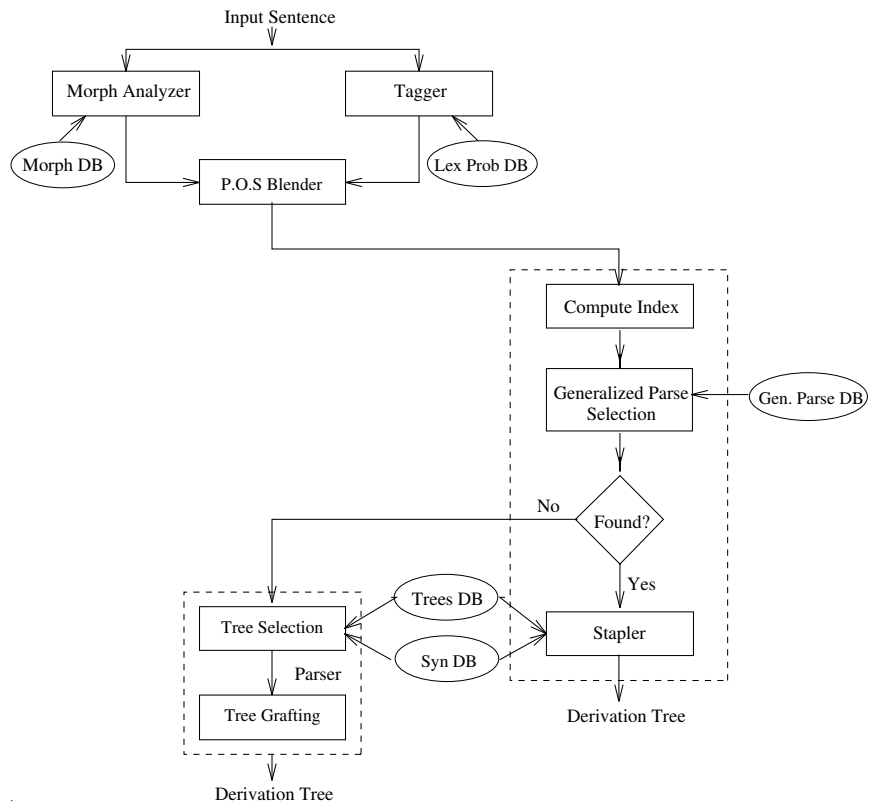 Input Sentence
Morph Analyzer
Tagger
Morph DB
Lex Prob DB
P.O.S Blender
Compute Index
Generalized Parse
Selection
Gen. Parse DB
No
Found?
Yes
Trees DB
Tree Selection
Stapler
Syn DB
Parser
Tree Grafting
Derivation Tree
Derivation Tree